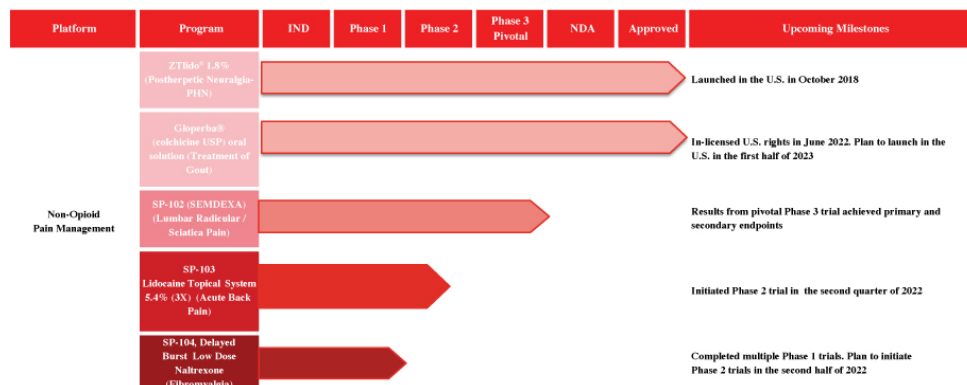 Platform
Program
IND
Phase 1
Phase 2
Phase 3
Pivotal
NDA
Approved
Upcoming Milestones
Non-Opioid
Pain Management
ZTlido® 1.8%
(Postherpetic Neuralgia-
PHN)
Launched in the U.S. in October 2018
Gloperba®
(colchicine USP) oral
solution (Treatment of
Gout)
In-licensed U.S. rights in June 2022. Plan to launch in the
U.S. in the first half of 2023
SP-102 (SEMDEXA)
(Lumbar Radicular /
Sciatica Pain)
Results from pivotal Phase 3 trial achieved primary and
secondary endpoints
SP-103
Lidocaine Topical System
5.4% (3X) (Acute Back
Pain)
Initiated Phase 2 trial in the second quarter of 2022
SP-104, Delayed
Burst Low Dose
Naltrexone
(Fibromyalgia)
Completed multiple Phase 1 trials. Plan to initiate
Phase 2 trials in the second half of 2022